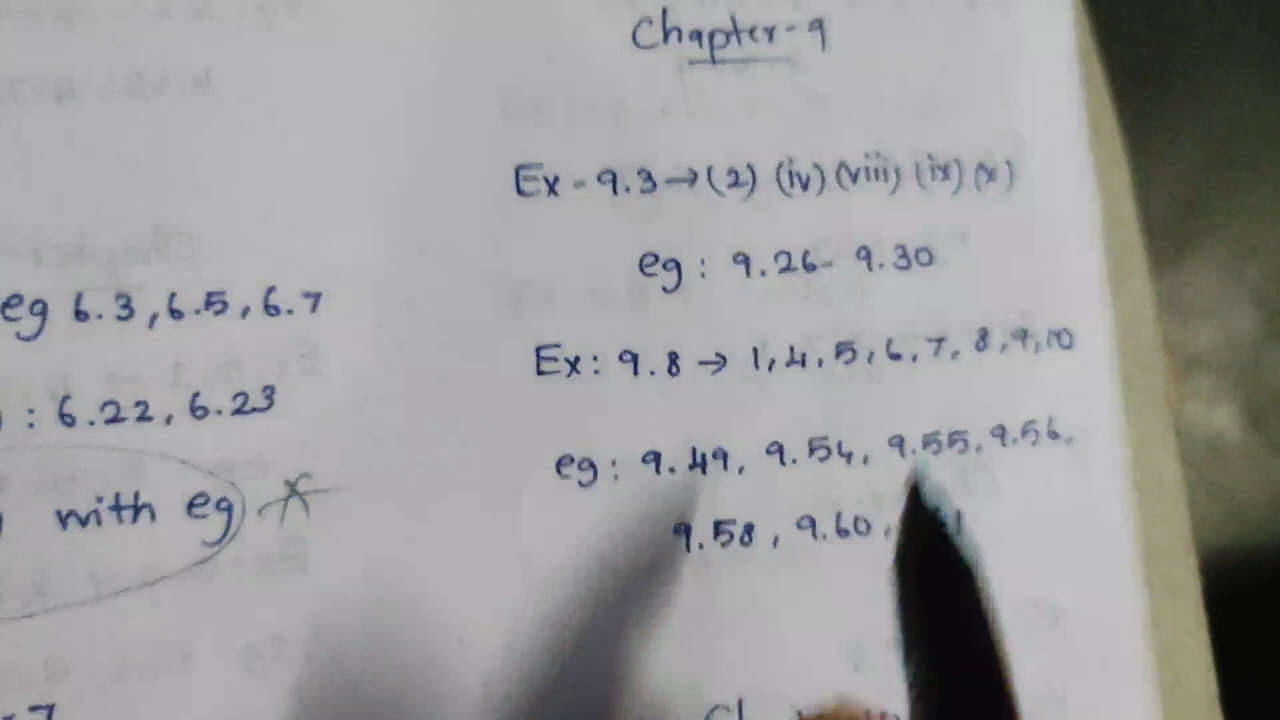 eg 6.3, 6.5, 6.7
: 6.22, 6.23
with eg
Chapter-9
Ex-9.3→(2) (iv) (viii) (ix) (x)
eg: 9.26- 9.30
Ex: 9.8 → 1, 4, 5, 6, 7, 8, 9, 10
eg: 9.49, 9.54, 9.55, 9.56,
9.58, 9.60,